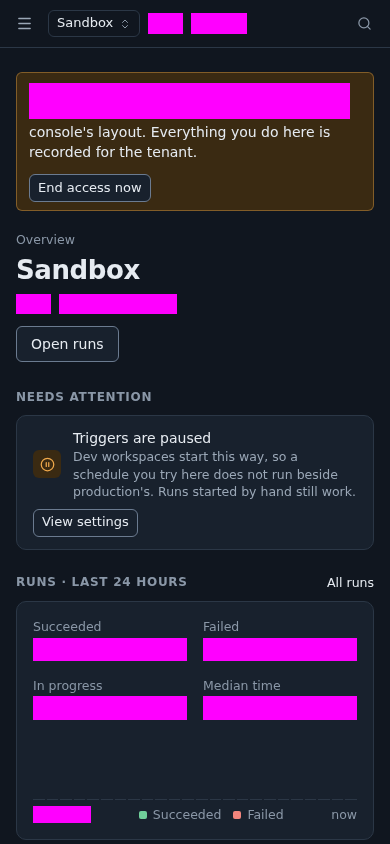 Sandbox
console's layout. Everything you do here is
recorded for the tenant.
End access now
Overview
Sandbox
Open runs
NEEDS ATTENTION
Triggers are paused
Dev workspaces start this way, so a
schedule you try here does not run beside
production's. Runs started by hand still work.
View settings
RUNS · LAST 24 HOURS
All runs
Succeeded
Failed
In progress
Median time
Succeeded
Failed
now